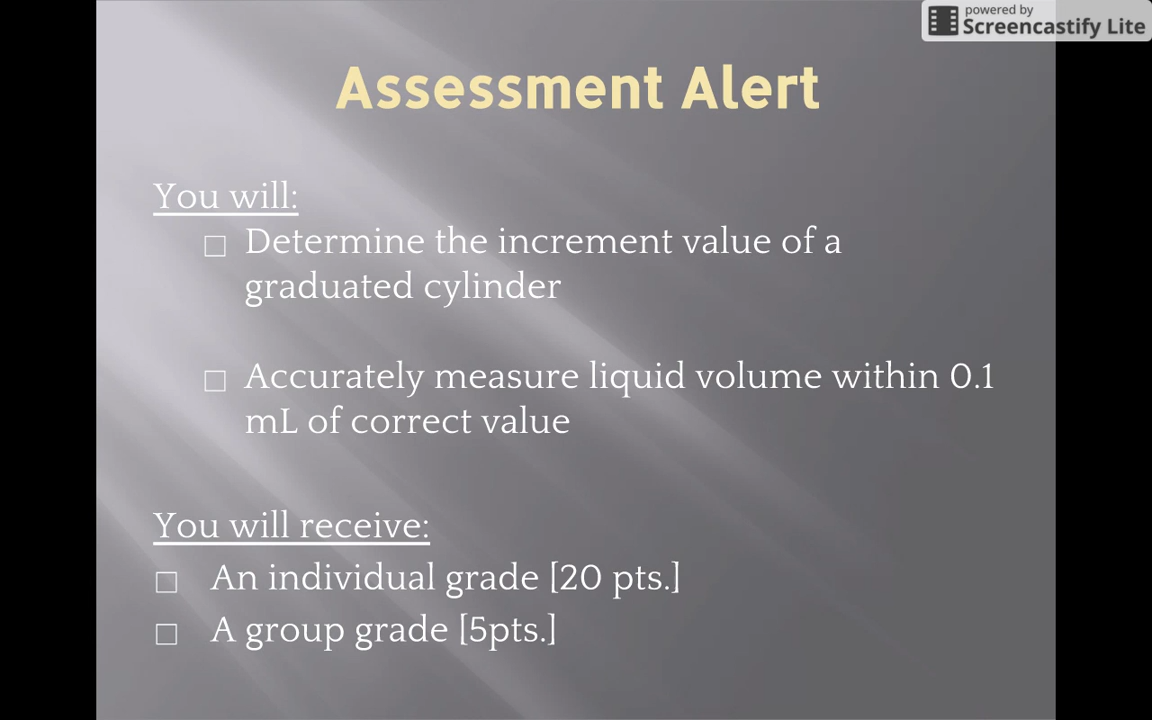 powered by
Screencastify Lite
Assessment Alert
You will:
Determine the increment value of a
graduated cylinder
Accurately measure liquid volume within 0.1
mL of correct value
You will receive:
An individual grade [20 pts.]
A group grade [5pts.]